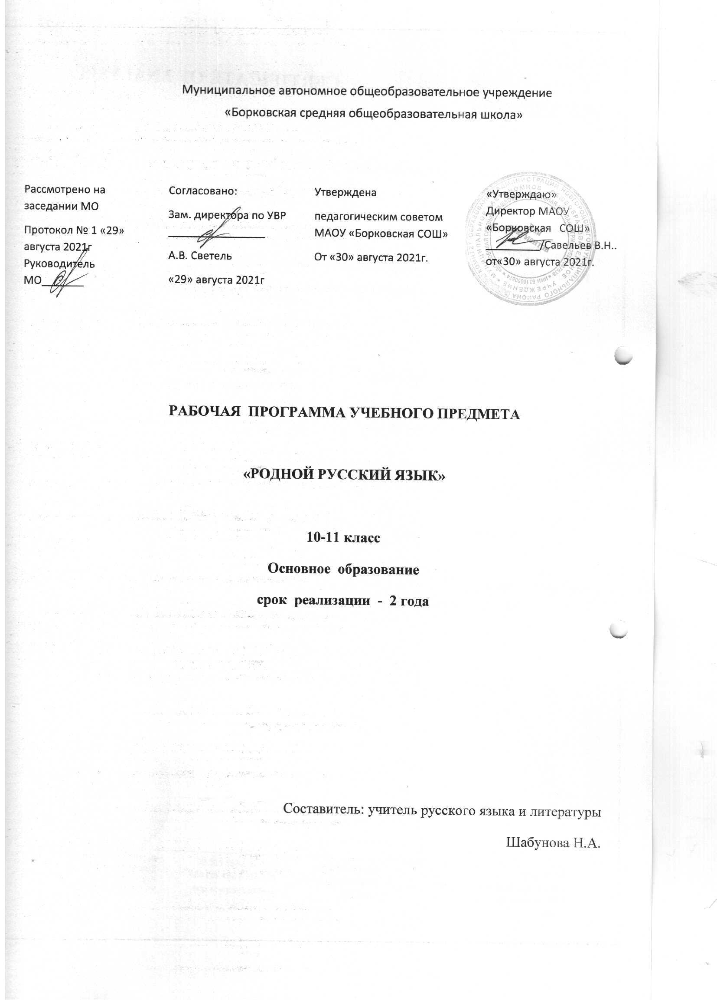 Муниципальное автономное общеобразовательное учреждение
«Борковская средняя общеобразовательная школа»
Рассмотрено на
заседании МО
Протокол № 1 «29»
августа 2021г
Руководитель
МО_______
Согласовано:
Зам. директора по УВР
________________
А.В. Светель
«29» августа 2021г
Утверждена
педагогическим советом
МАОУ «Борковская СОШ»
От «30» августа 2021г.
«Утверждаю»
Директор МАОУ
«Борковская СОШ»
_________/Савельев В.Н..
от«30» августа 2021г.
РАБОЧАЯ ПРОГРАММА УЧЕБНОГО ПРЕДМЕТА
«РОДНОЙ РУССКИЙ ЯЗЫК»
10-11 класс
Основное образование
срок реализации - 2 года
Составитель: учитель русского языка и литературы
Шабунова Н.А.